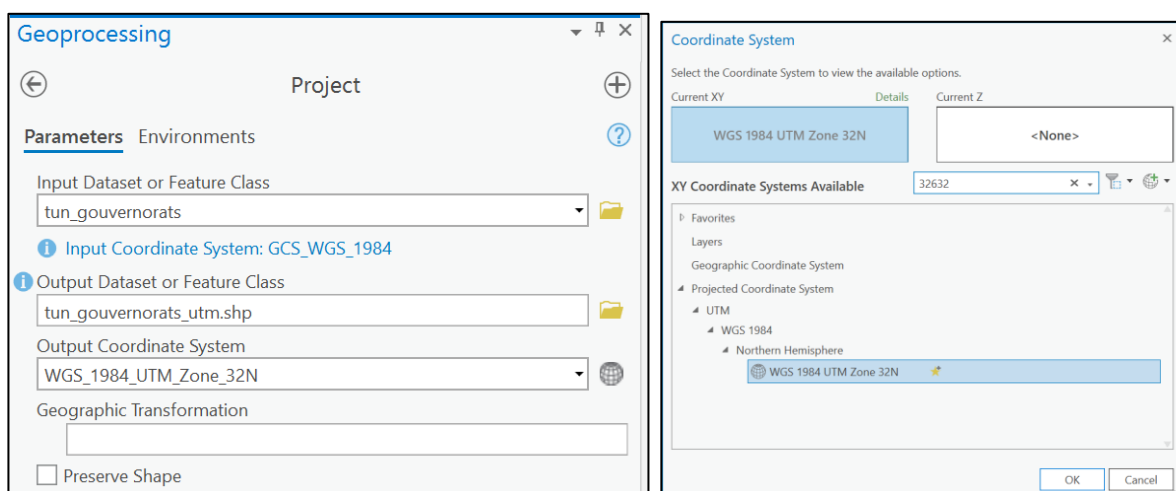 Geoprocessing
Project
Parameters Environments
Input Dataset or Feature Class
tun_gouvernorats
Input Coordinate System: GCS_WGS_1984
Output Dataset or Feature Class
tun_gouvernorats_utm.shp
Output Coordinate System
WGS_1984_UTM_Zone_32N
Geographic Transformation
Preserve Shape
Coordinate System
Select the Coordinate System to view the available options.
Current XY Details Current Z
WGS 1984 UTM Zone 32N <None>
XY Coordinate Systems Available 32632
Favorites
Layers
Geographic Coordinate System
Projected Coordinate System
UTM
WGS 1984
Northern Hemisphere
WGS 1984 UTM Zone 32N
OK Cancel